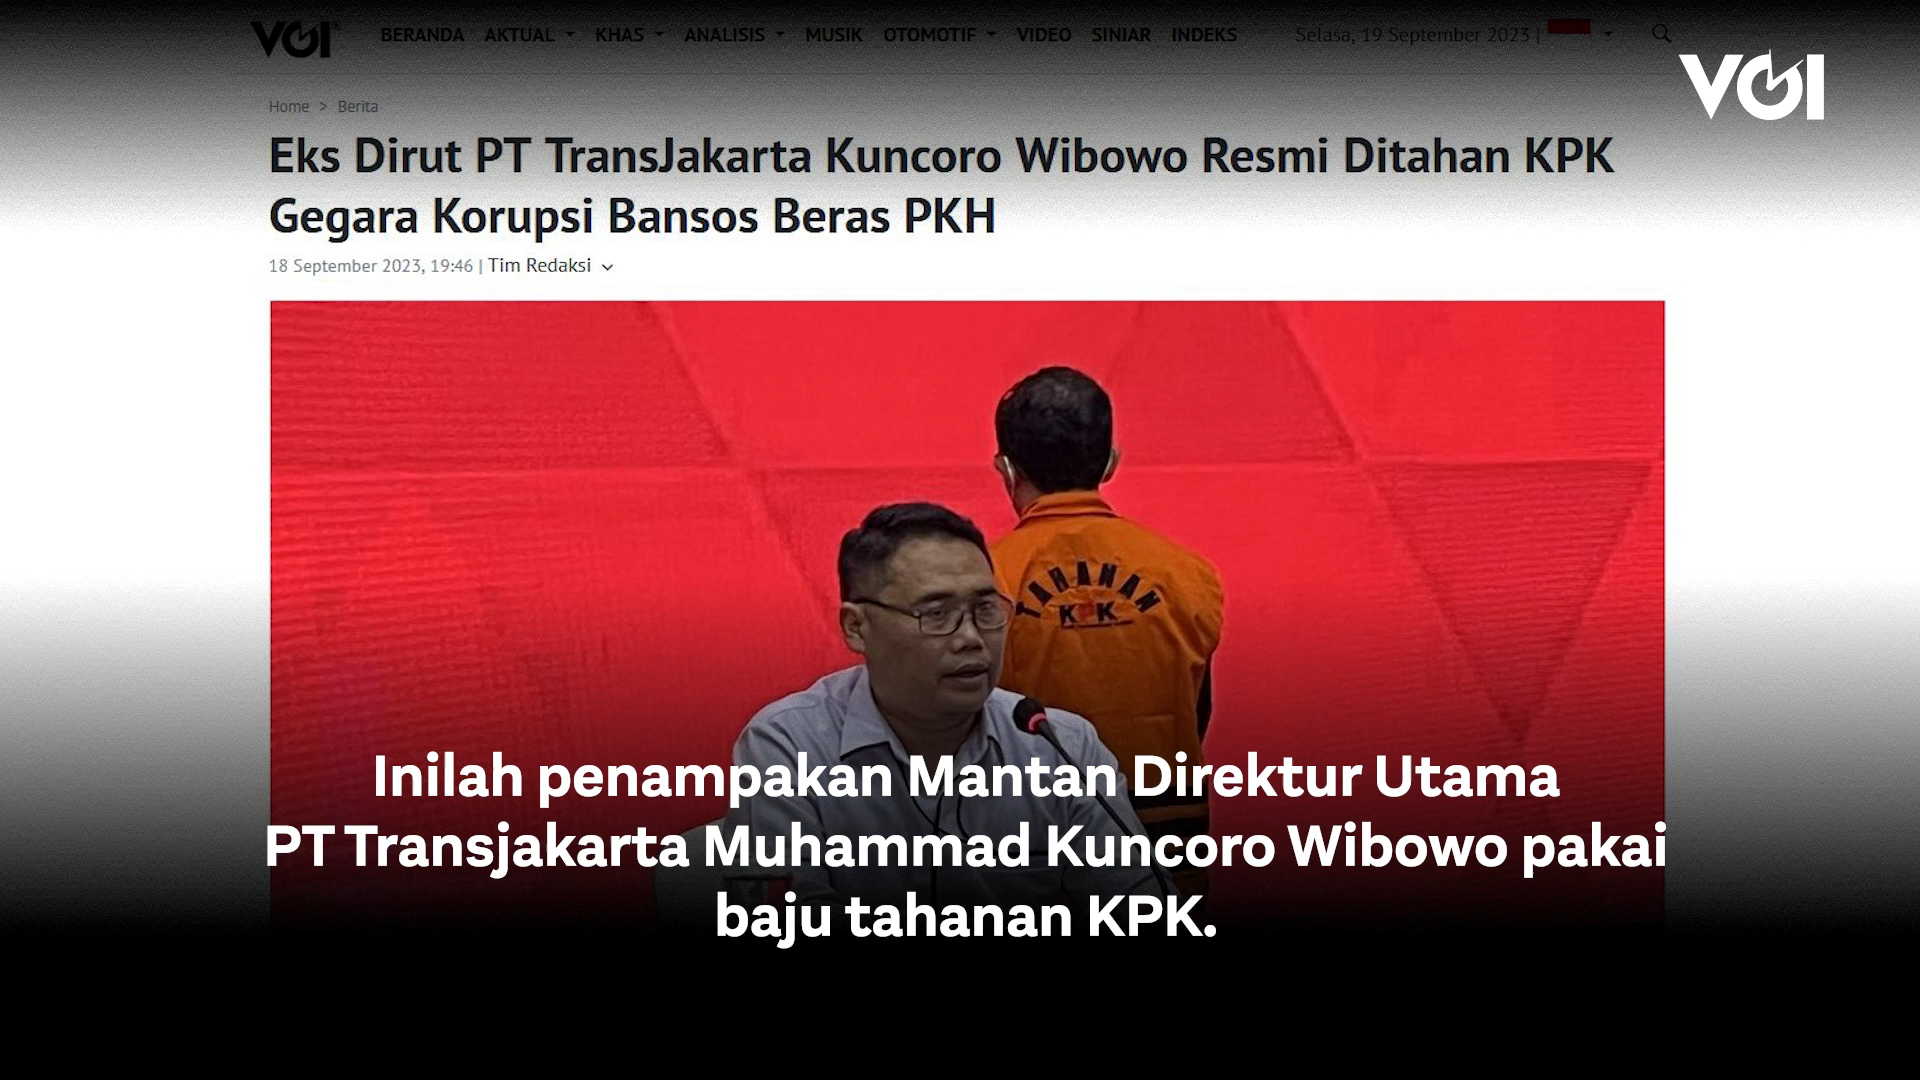 VOI
BERANDA AKTUAL KHAS ANALISIS MUSIK OTOMOTIF VIDEO SINIAR INDEKS Selasa, 19 September 2023 |
VOI
Home > Berita
Eks Dirut PT TransJakarta Kuncoro Wibowo Resmi Ditahan KPK
Gegara Korupsi Bansos Beras PKH
18 September 2023, 19:46 | Tim Redaksi
TAHANAN
KPK
Inilah penampakan Mantan Direktur Utama
PT Transjakarta Muhammad Kuncoro Wibowo pakai
baju tahanan KPK.